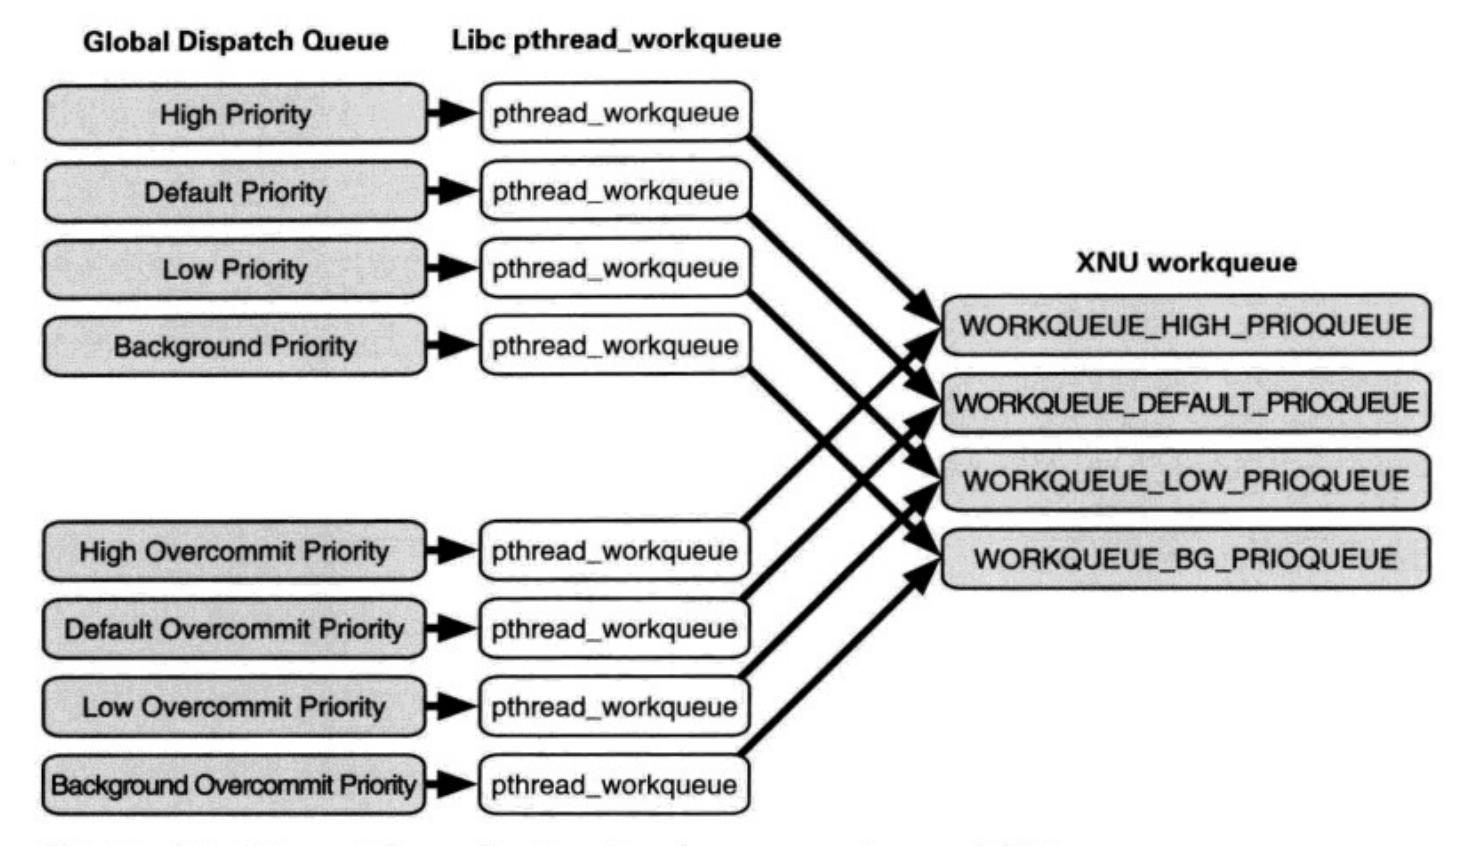 Global Dispatch Queue
Libc pthread_workqueue
High Priority
pthread_workqueue
Default Priority
pthread_workqueue
Low Priority
pthread_workqueue
Background Priority
pthread_workqueue
XNU workqueue
WORKQUEUE_HIGH_PRIOQUEUE
WORKQUEUE_DEFAULT_PRIOQUEUE
WORKQUEUE_LOW_PRIOQUEUE
WORKQUEUE_BG_PRIOQUEUE
High Overcommit Priority
pthread_workqueue
Default Overcommit Priority
pthread_workqueue
Low Overcommit Priority
pthread_workqueue
Background Overcommit Priority
pthread_workqueue